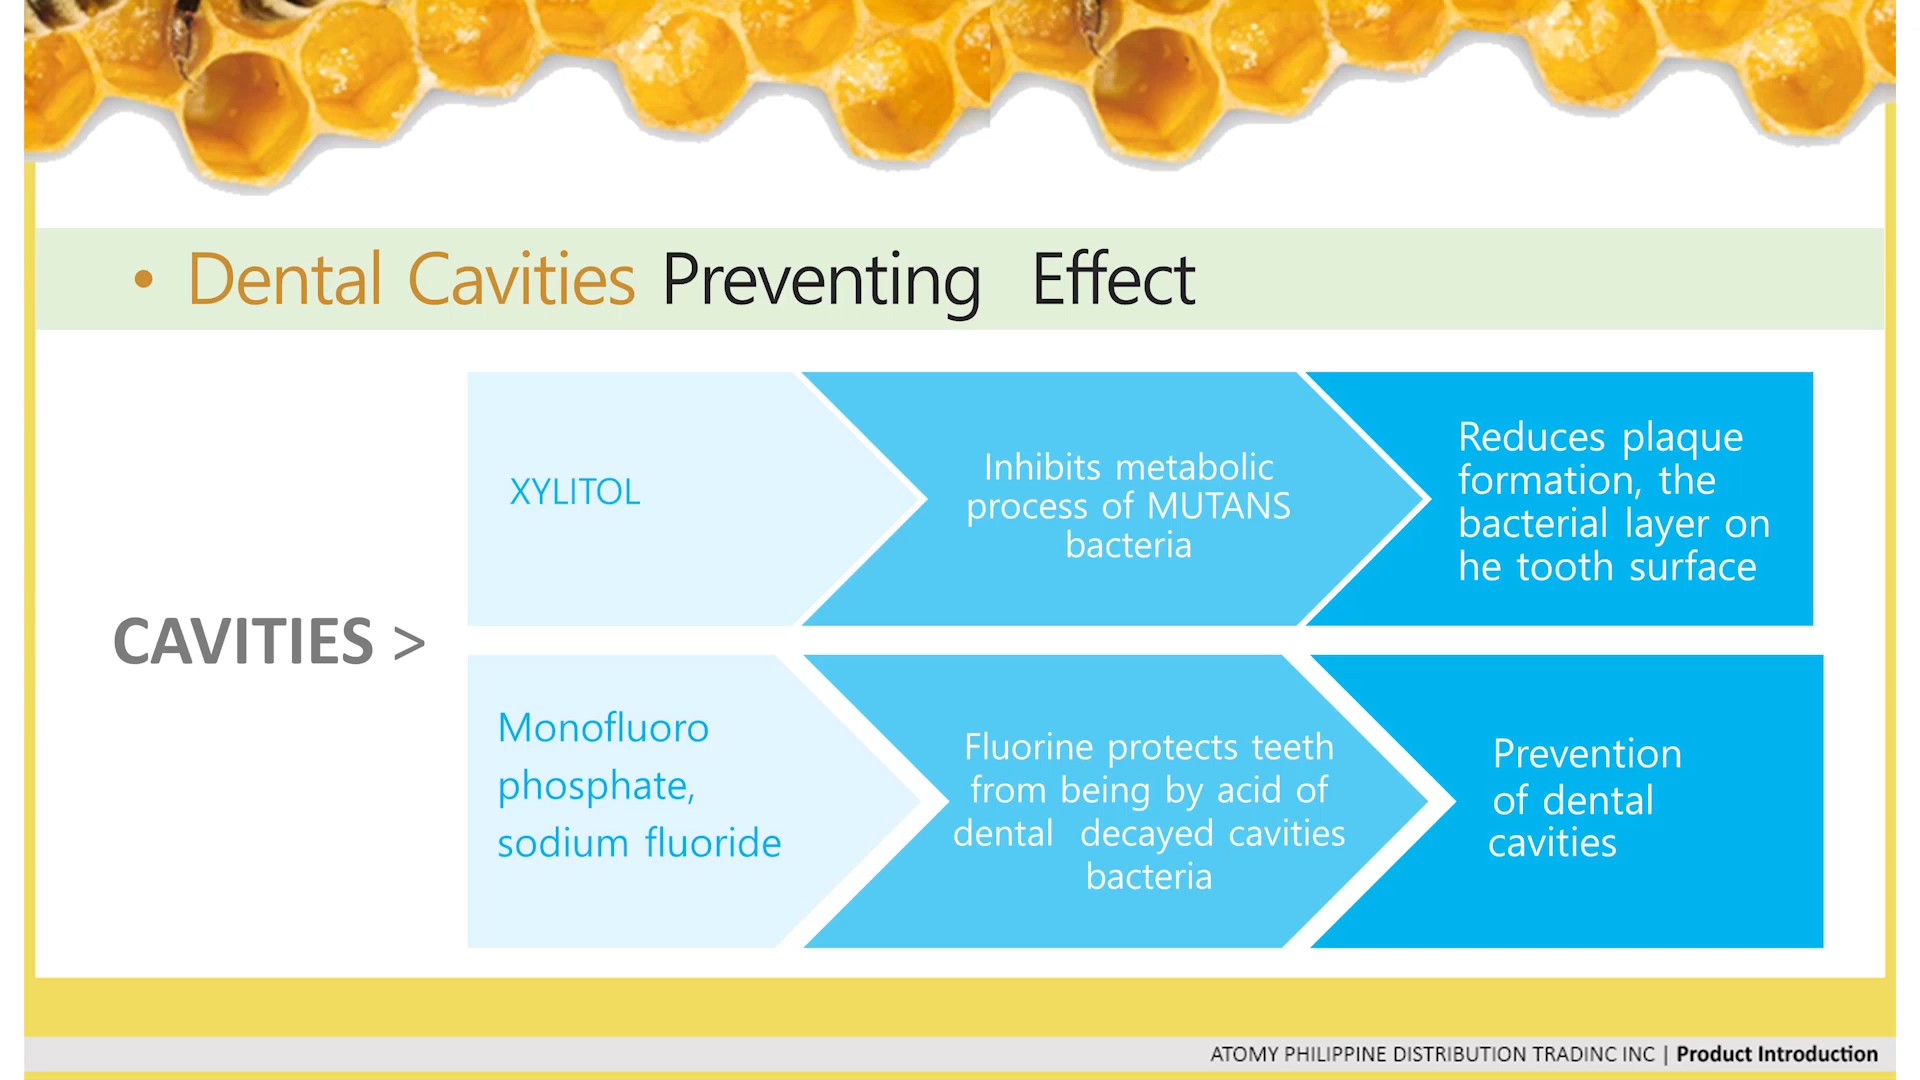 • Dental Cavities Preventing Effect
CAVITIES >
XYLITOL
Inhibits metabolic
process of MUTANS
bacteria
Reduces plaque
formation, the
bacterial layer on
he tooth surface
Monofluoro
phosphate,
sodium fluoride
Fluorine protects teeth
from being by acid of
dental decayed cavities
bacteria
Prevention
of dental
cavities
ATOMY PHILIPPINE DISTRIBUTION TRADINC INC | Product Introduction